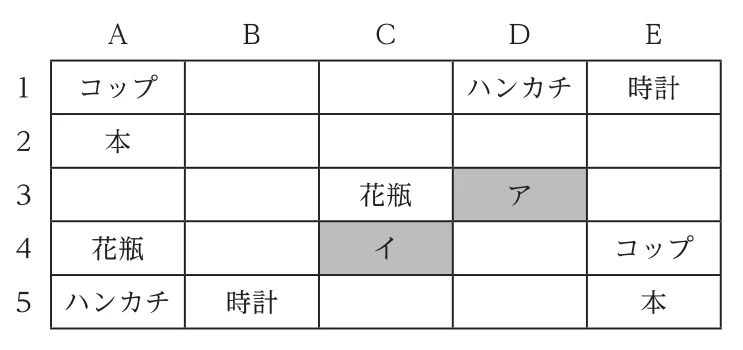 A B C D E
1 コップ ハンカチ 時計
2 本
3 花瓶 ア
4 花瓶 イ コップ
5 ハンカチ 時計 本